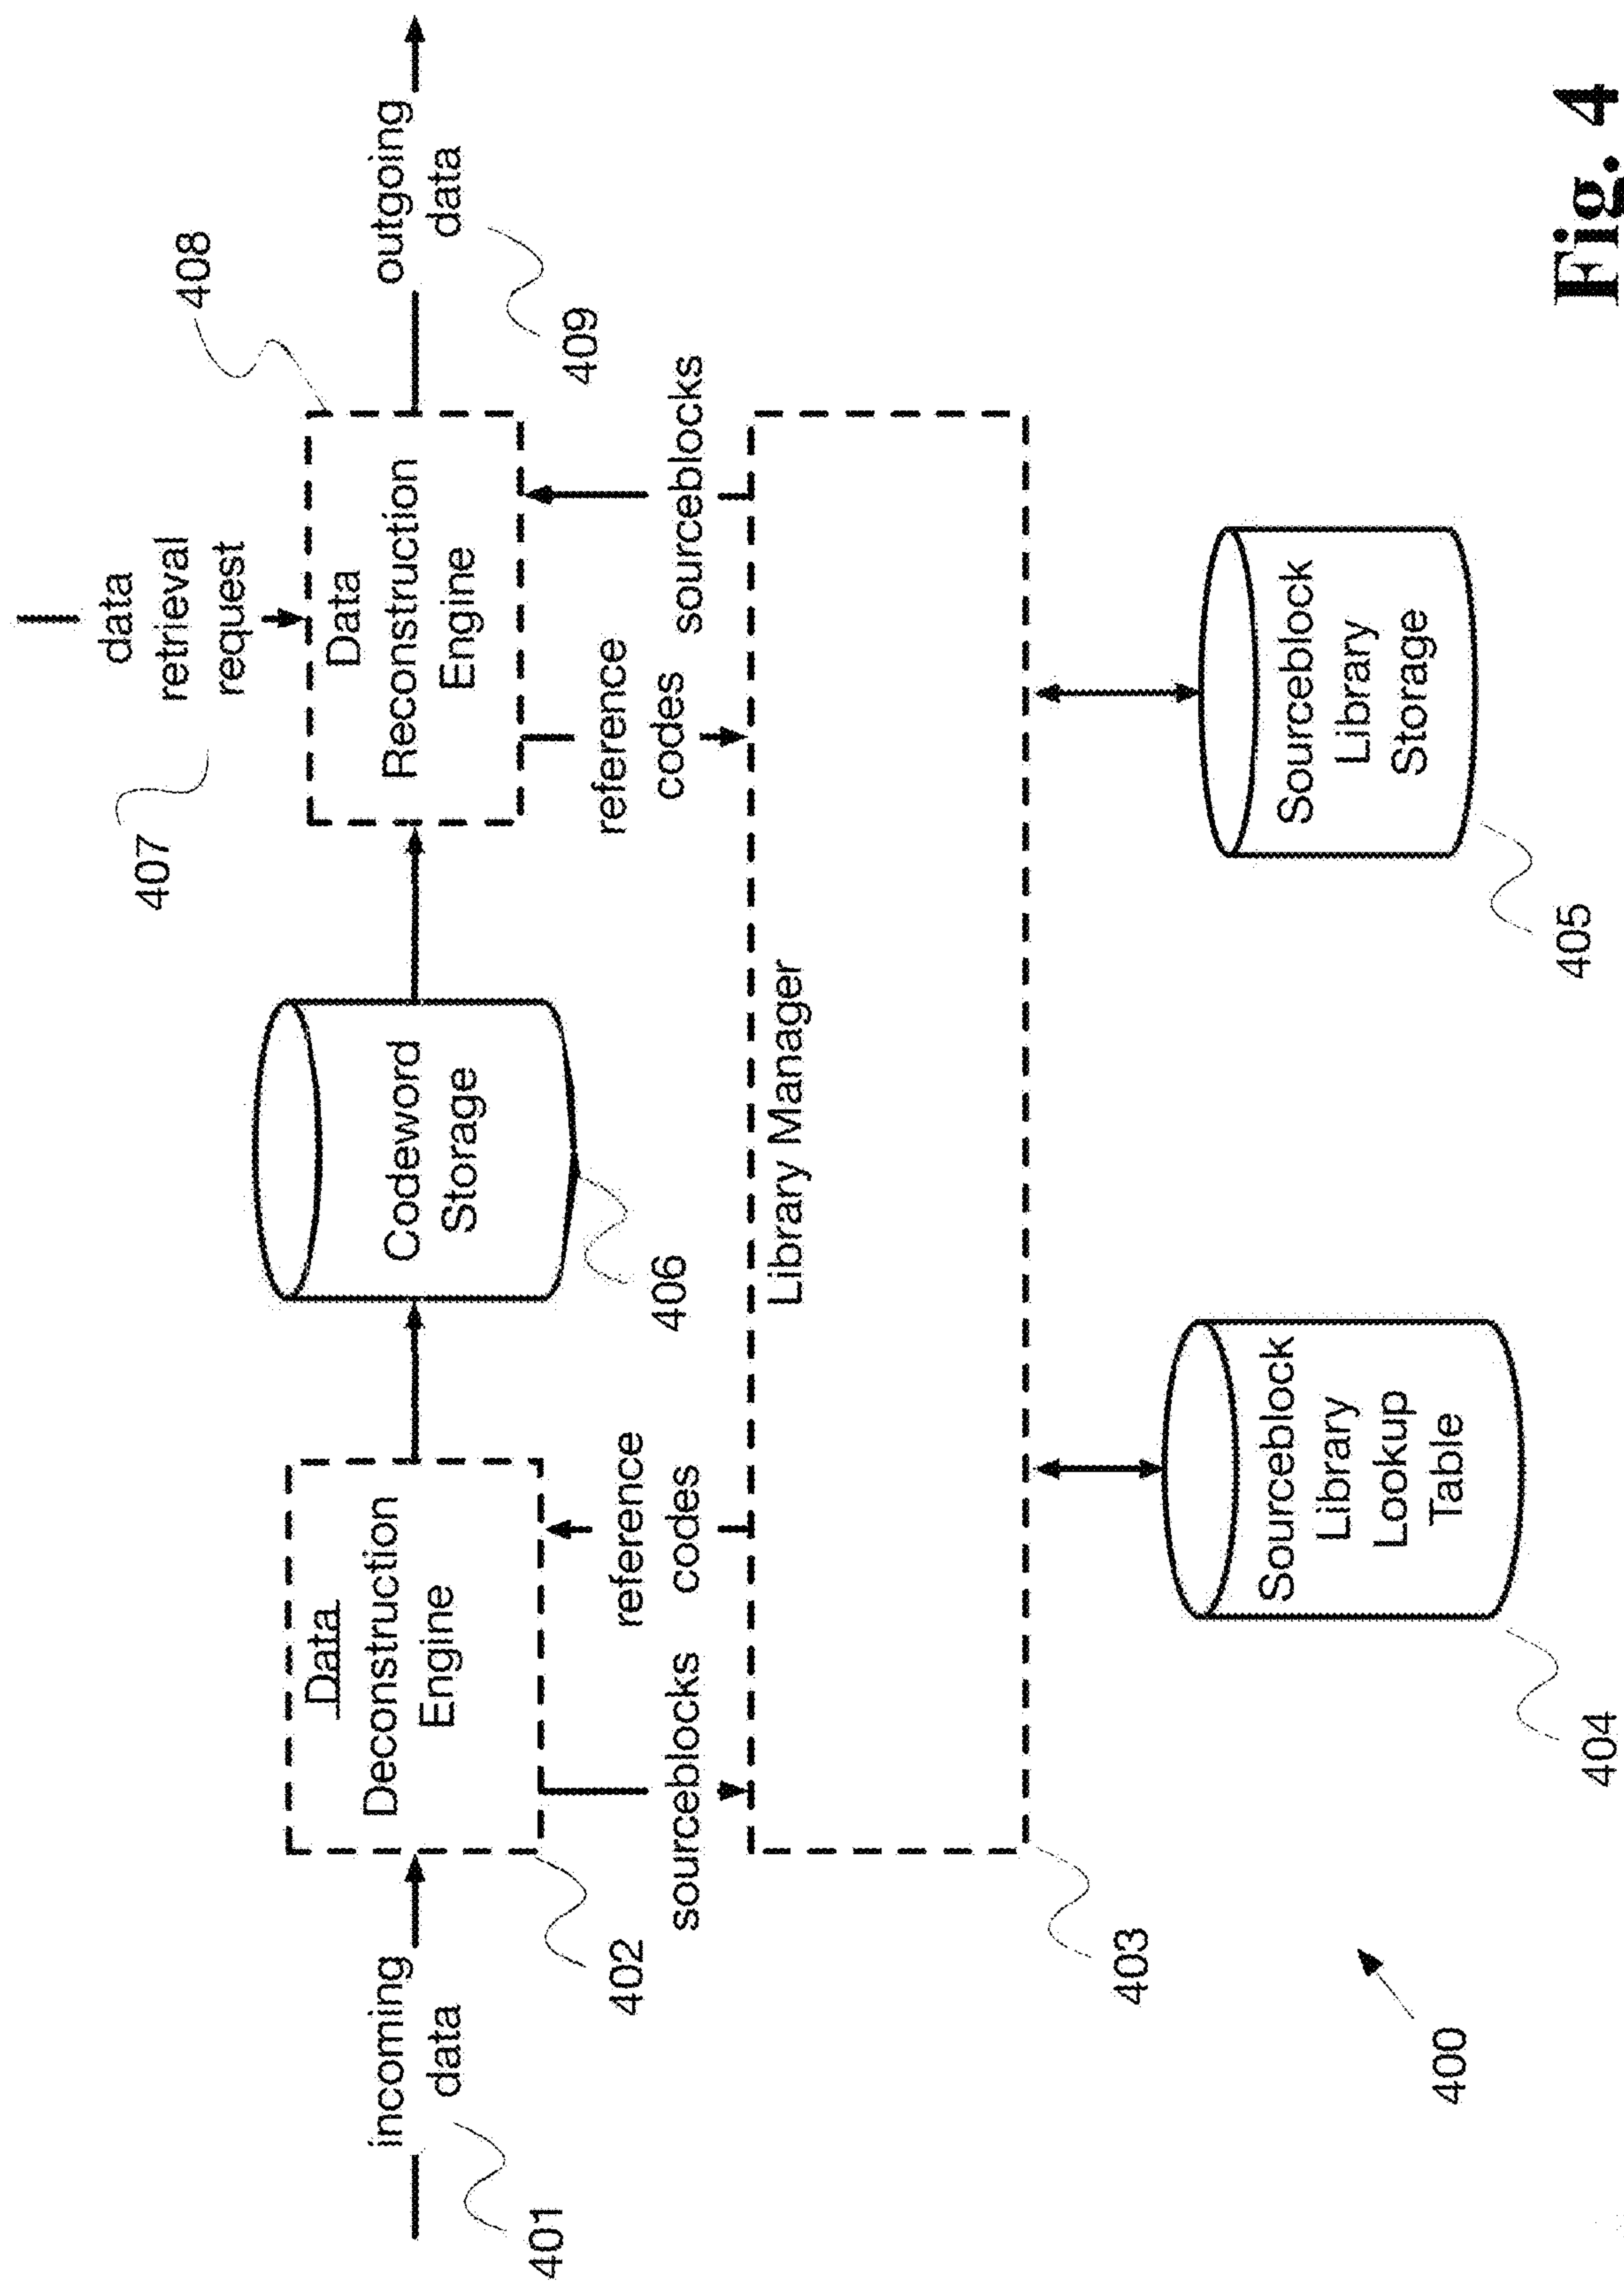 data
retrieval
request
407
408
incoming
data
401
Data
Deconstruction
Engine
402
Codeword
Storage
406
Data
Reconstruction
Engine
outgoing
data
409
sourceblocks
reference
codes
reference
codes
sourceblocks
Library Manager
403
Sourceblock
Library
Lookup
Table
404
Sourceblock
Library
Storage
405
400
Fig. 4